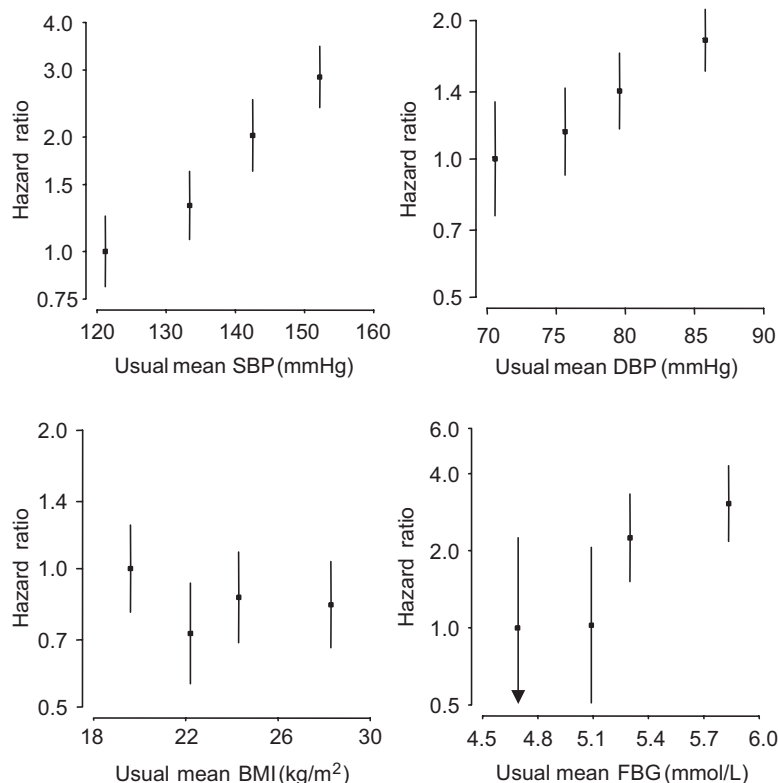 4.0
3.0
2.0
1.5
1.0
0.75
Hazard ratio
120 130 140 150 160
Usual mean SBP (mmHg)
2.0
1.4
1.0
0.7
0.5
Hazard ratio
70 75 80 85 90
Usual mean DBP (mmHg)
2.0
1.4
1.0
0.7
0.5
Hazard ratio
18 22 26 30
Usual mean BMI (kg/m²)
6.0
4.0
2.0
1.0
0.5
Hazard ratio
4.5 4.8 5.1 5.4 5.7 6.0
Usual mean FBG (mmol/L)